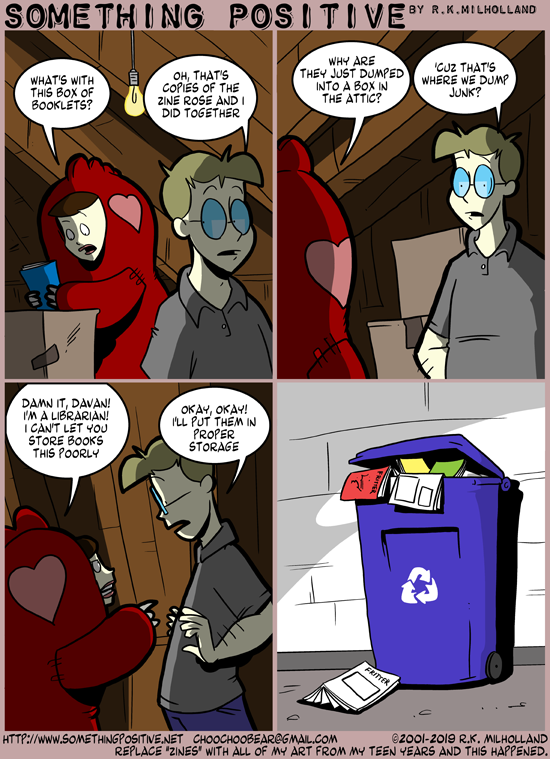 SOMETHING POSITIVE BY R.K.MILHOLLAND
WHAT'S WITH
THIS BOX OF
BOOKLETS?
OH, THAT'S
COPIES OF THE
ZINE ROSE AND I
DID TOGETHER
WHY ARE
THEY JUST DUMPED
INTO A BOX IN
THE ATTIC?
'CUZ THAT'S
WHERE WE DUMP
JUNK?
DAMN IT, DAVAN!
I'M A LIBRARIAN!
I CAN'T LET YOU
STORE BOOKS
THIS POORLY
OKAY, OKAY!
I'LL PUT THEM IN
PROPER
STORAGE
FRITTER
FRITTER
HTTP://WWW.SOMETHINGPOSITIVE.NET CHOOCHOOBEAR@GMAIL.COM ©2001-2019 R.K. MILHOLLAND
REPLACE "ZINES" WITH ALL OF MY ART FROM MY TEEN YEARS AND THIS HAPPENED.